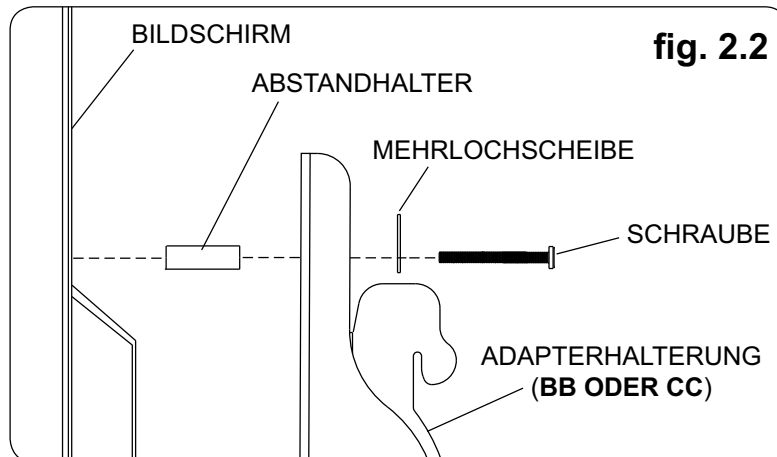 BILDSCHIRM
fig. 2.2
ABSTANDHALTER
MEHRLOCHSCHEIBE
SCHRAUBE
ADAPTERHALTERUNG
(BB ODER CC)